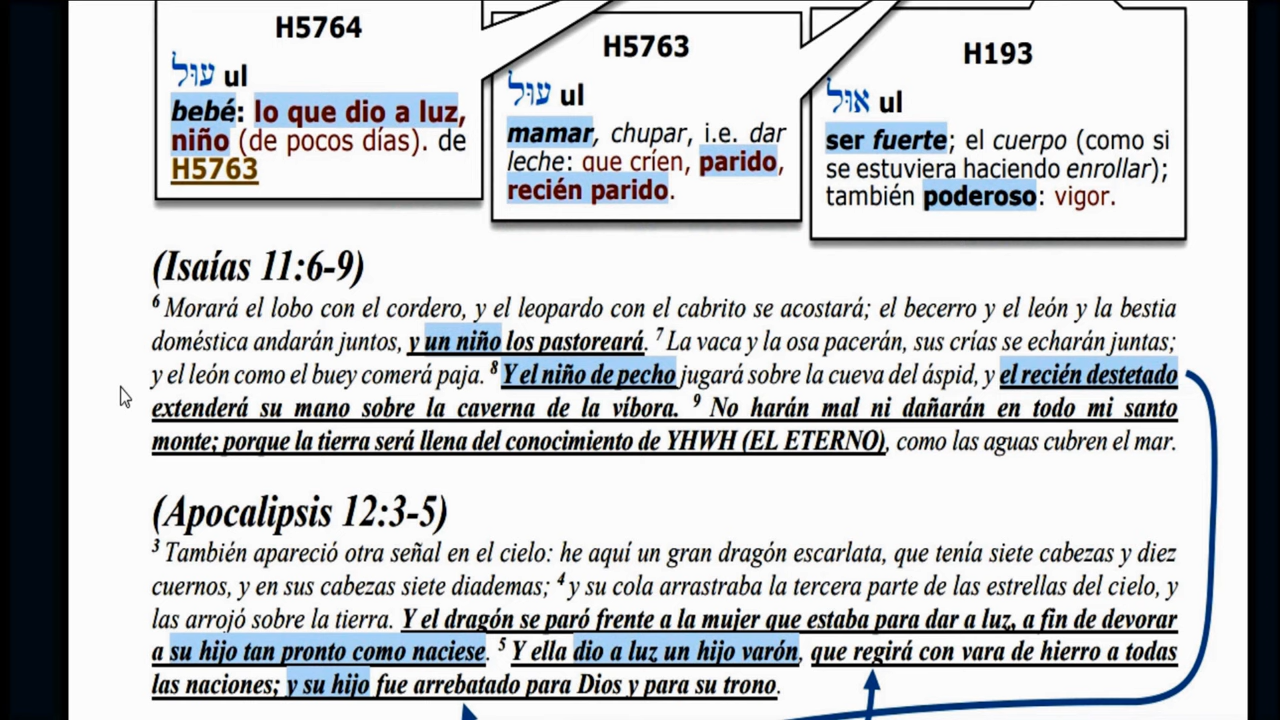 H5764
עוּל ul
bebé: lo que dio a luz,
niño (de pocos días). de
H5763
H5763
עוּל ul
mamar, chupar, i.e. dar
leche: que críen, parido,
recién parido.
H193
אוּל ul
ser fuerte; el cuerpo (como si
se estuviera haciendo enrollar);
también poderoso: vigor.
(Isaías 11:6-9)
6 Morará el lobo con el cordero, y el leopardo con el cabrito se acostará; el becerro y el león y la bestia
doméstica andarán juntos, y un niño los pastoreará. 7 La vaca y la osa pacerán, sus crías se echarán juntas;
y el león como el buey comerá paja. 8 Y el niño de pecho jugará sobre la cueva del áspid, y el recién destetado
extenderá su mano sobre la caverna de la víbora. 9 No harán mal ni dañarán en todo mi santo
monte; porque la tierra será llena del conocimiento de YHWH (EL ETERNO), como las aguas cubren el mar.
(Apocalipsis 12:3-5)
3 También apareció otra señal en el cielo: he aquí un gran dragón escarlata, que tenía siete cabezas y diez
cuernos, y en sus cabezas siete diademas; 4 y su cola arrastraba la tercera parte de las estrellas del cielo, y
las arrojó sobre la tierra. Y el dragón se paró frente a la mujer que estaba para dar a luz, a fin de devorar
a su hijo tan pronto como naciese. 5 Y ella dio a luz un hijo varón, que regirá con vara de hierro a todas
las naciones; y su hijo fue arrebatado para Dios y para su trono.